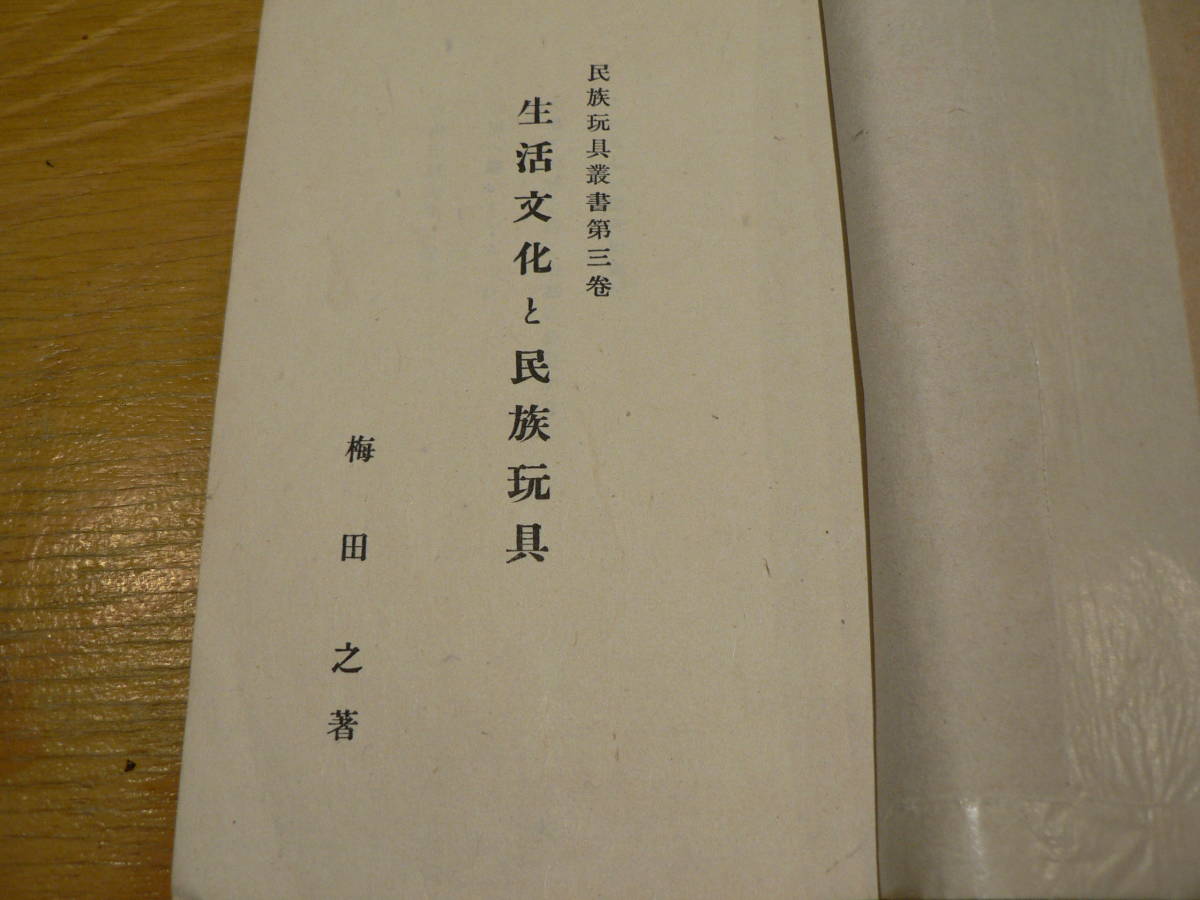 民族玩具叢書第三卷
生活文化と民族玩具
梅田之著